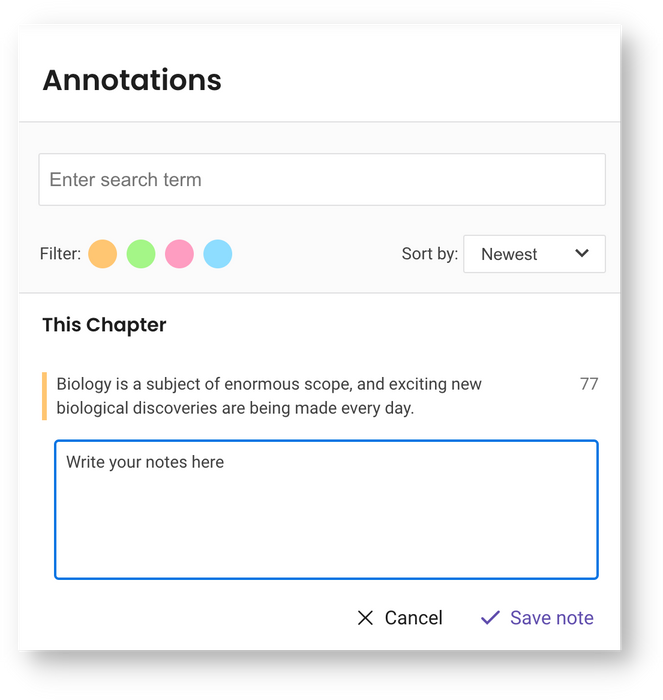 Annotations
Enter search term
Filter:
Sort by: Newest
This Chapter
Biology is a subject of enormous scope, and exciting new 77
biological discoveries are being made every day.
Write your notes here
Cancel Save note